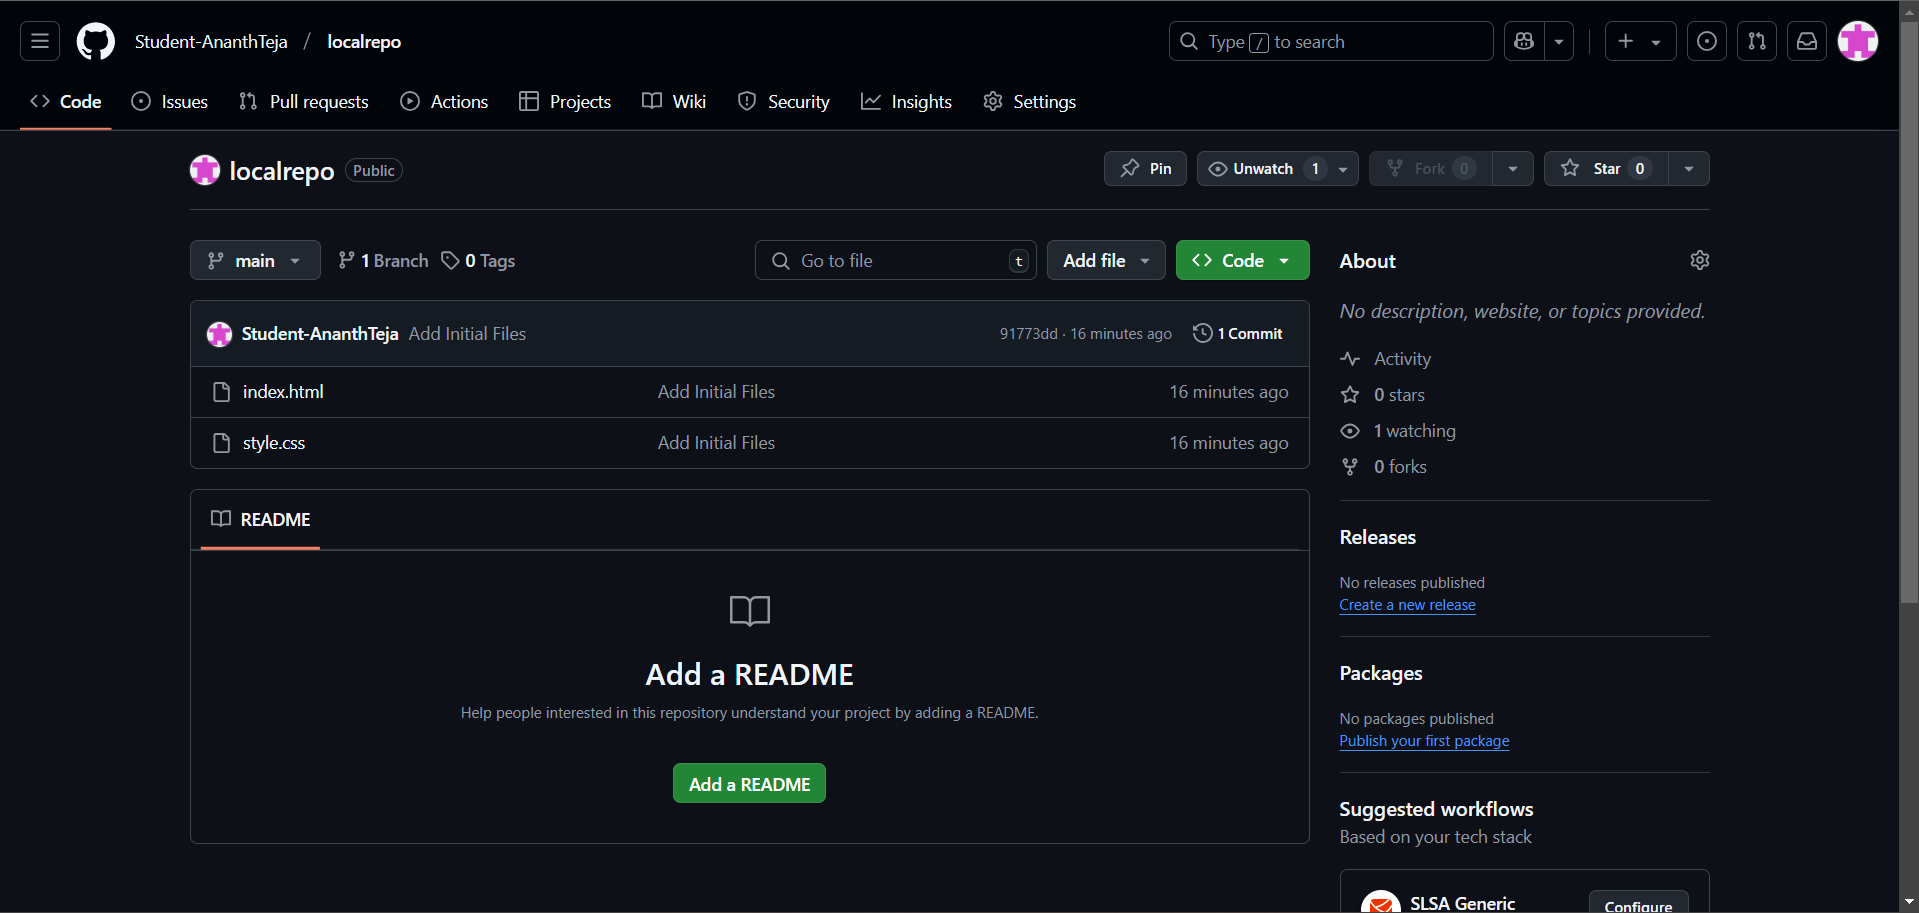 Student-AnanthTeja / localrepo
Type / to search
Code Issues Pull requests Actions Projects Wiki Security Insights Settings
localrepo Public
Pin Unwatch 1 Fork 0 Star 0
main 1 Branch 0 Tags Go to file t Add file Code
Student-AnanthTeja Add Initial Files 91773dd · 16 minutes ago 1 Commit
index.html Add Initial Files 16 minutes ago
style.css Add Initial Files 16 minutes ago
README
Add a README
Help people interested in this repository understand your project by adding a README.
Add a README
About
No description, website, or topics provided.
Activity
0 stars
1 watching
0 forks
Releases
No releases published
Create a new release
Packages
No packages published
Publish your first package
Suggested workflows
Based on your tech stack
SLSA Generic Configure